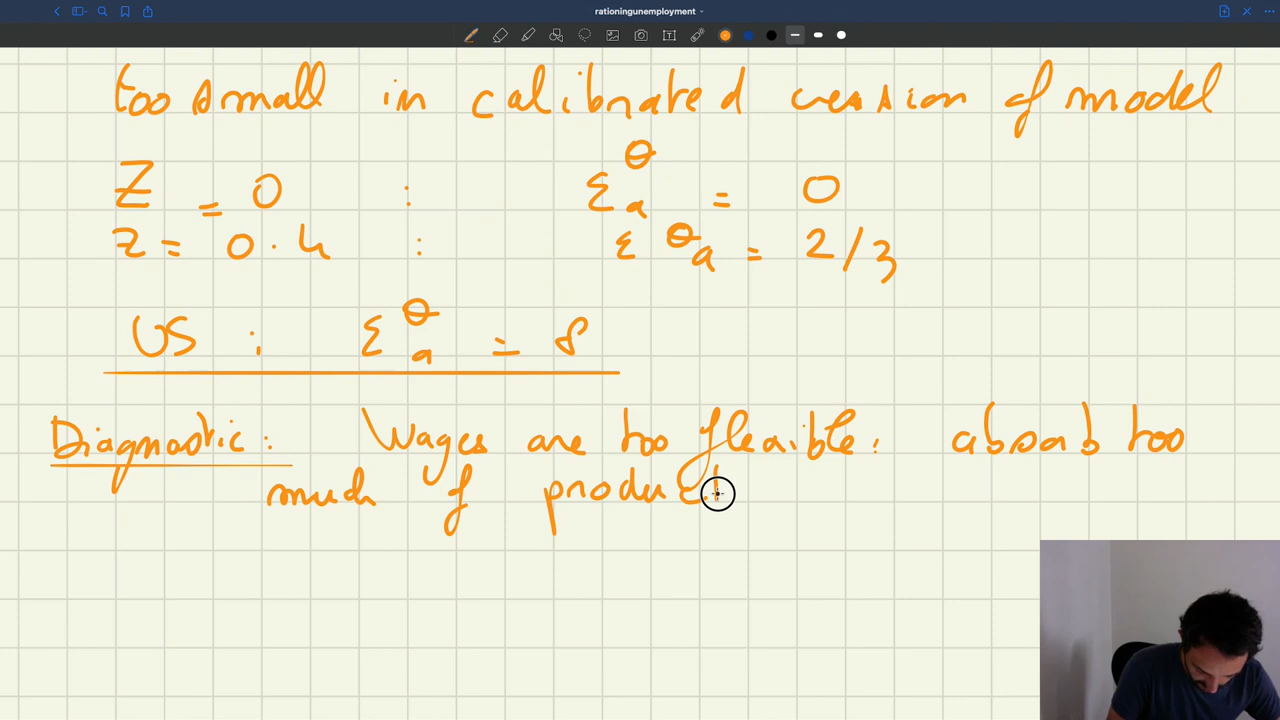 rationingunemployment
too small in calibrated version of model
Z = 0 : Ɛ^θ_a = 0
z = 0.4 : Ɛ^θ_a = 2/3
US : Ɛ^θ_a = 8
Diagnostic: Wages are too flexible: absorb too
much of product